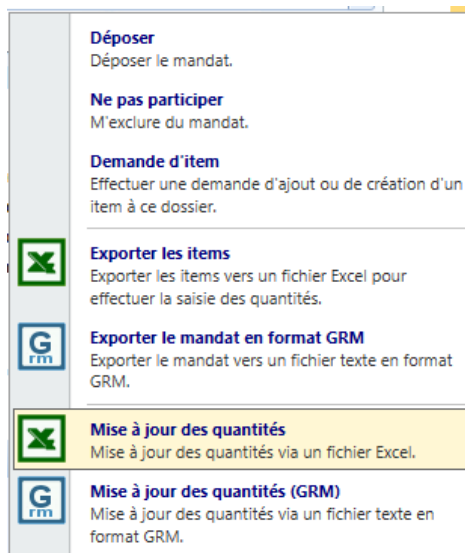 Déposer
Déposer le mandat.
Ne pas participer
M'exclure du mandat.
Demande d'item
Effectuer une demande d'ajout ou de création d'un
item à ce dossier.
Exporter les items
Exporter les items vers un fichier Excel pour
effectuer la saisie des quantités.
G
rm
Exporter le mandat en format GRM
Exporter le mandat vers un fichier texte en format
GRM.
Mise à jour des quantités
Mise à jour des quantités via un fichier Excel.
G
rm
Mise à jour des quantités (GRM)
Mise à jour des quantités via un fichier texte en
format GRM.